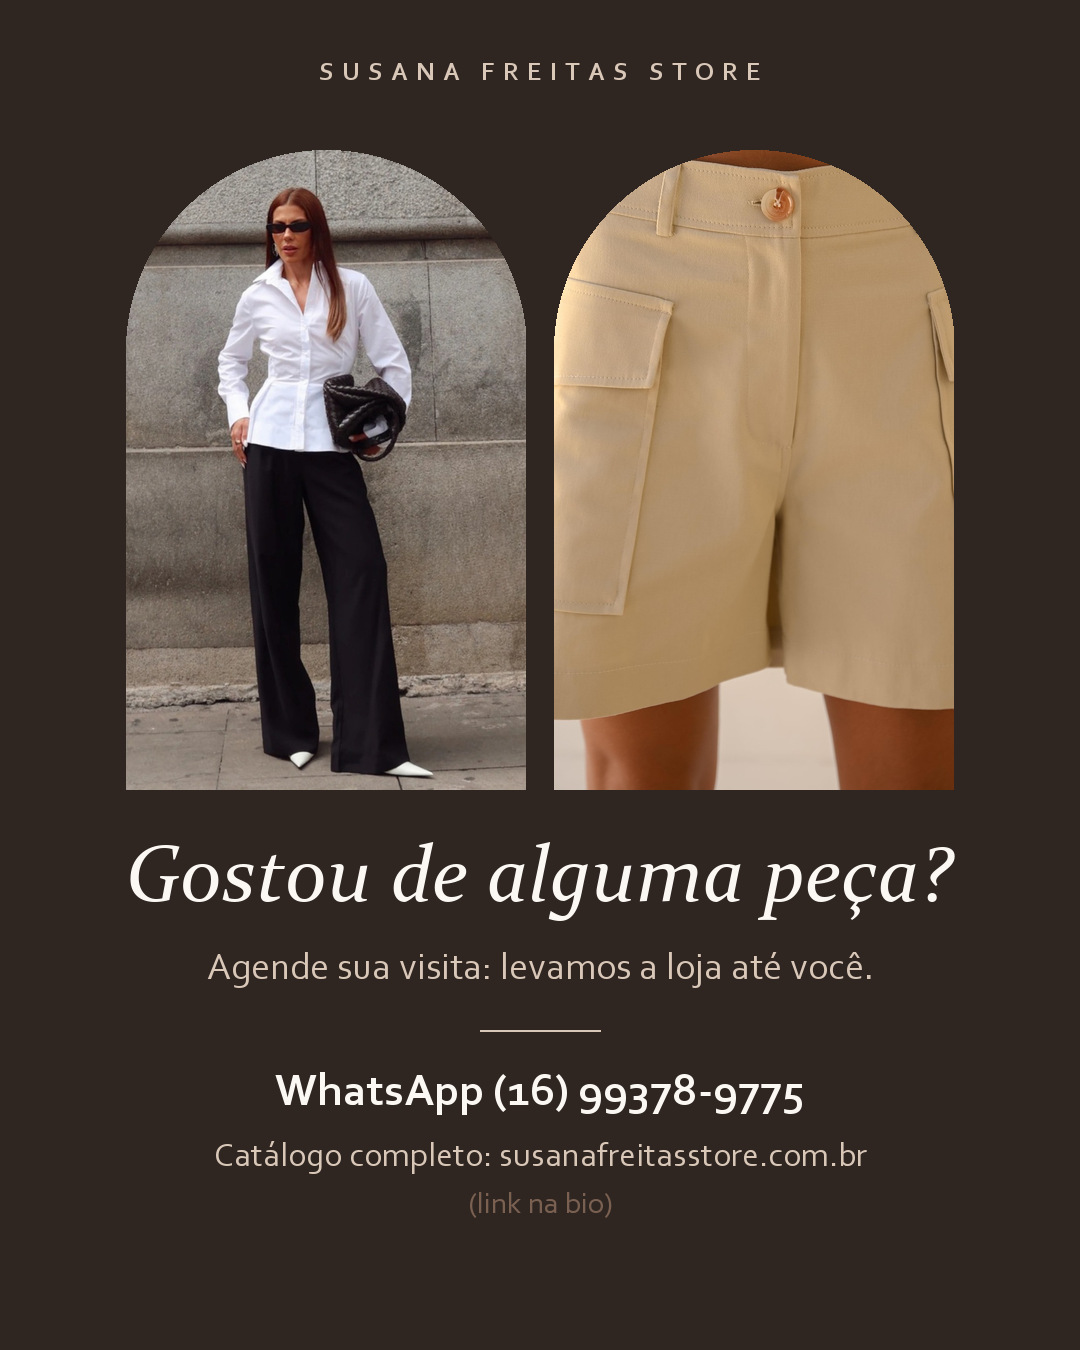 SUSANA FREITAS STORE
Gostou de alguma peça?
Agende sua visita: levamos a loja até você.
WhatsApp (16) 99378-9775
Catálogo completo: susanafreitasstore.com.br
(link na bio)